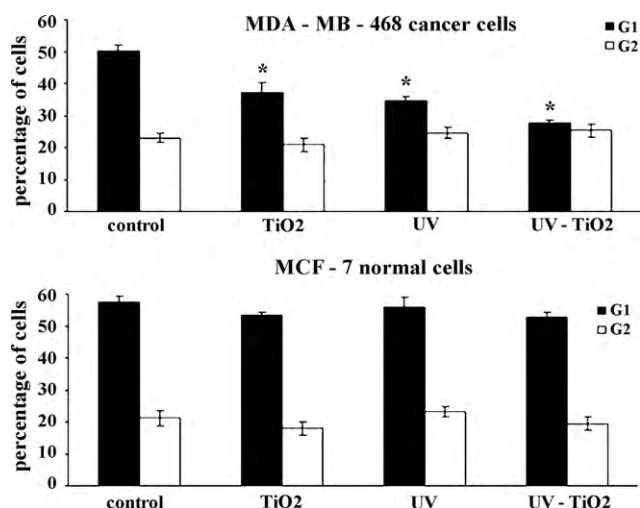 MDA - MB - 468 cancer cells
G1
G2
percentage of cells
60
50
40
30
20
10
0
*
*
*
control
TiO2
UV
UV - TiO2
MCF - 7 normal cells
G1
G2
percentage of cells
60
50
40
30
20
10
0
control
TiO2
UV
UV - TiO2